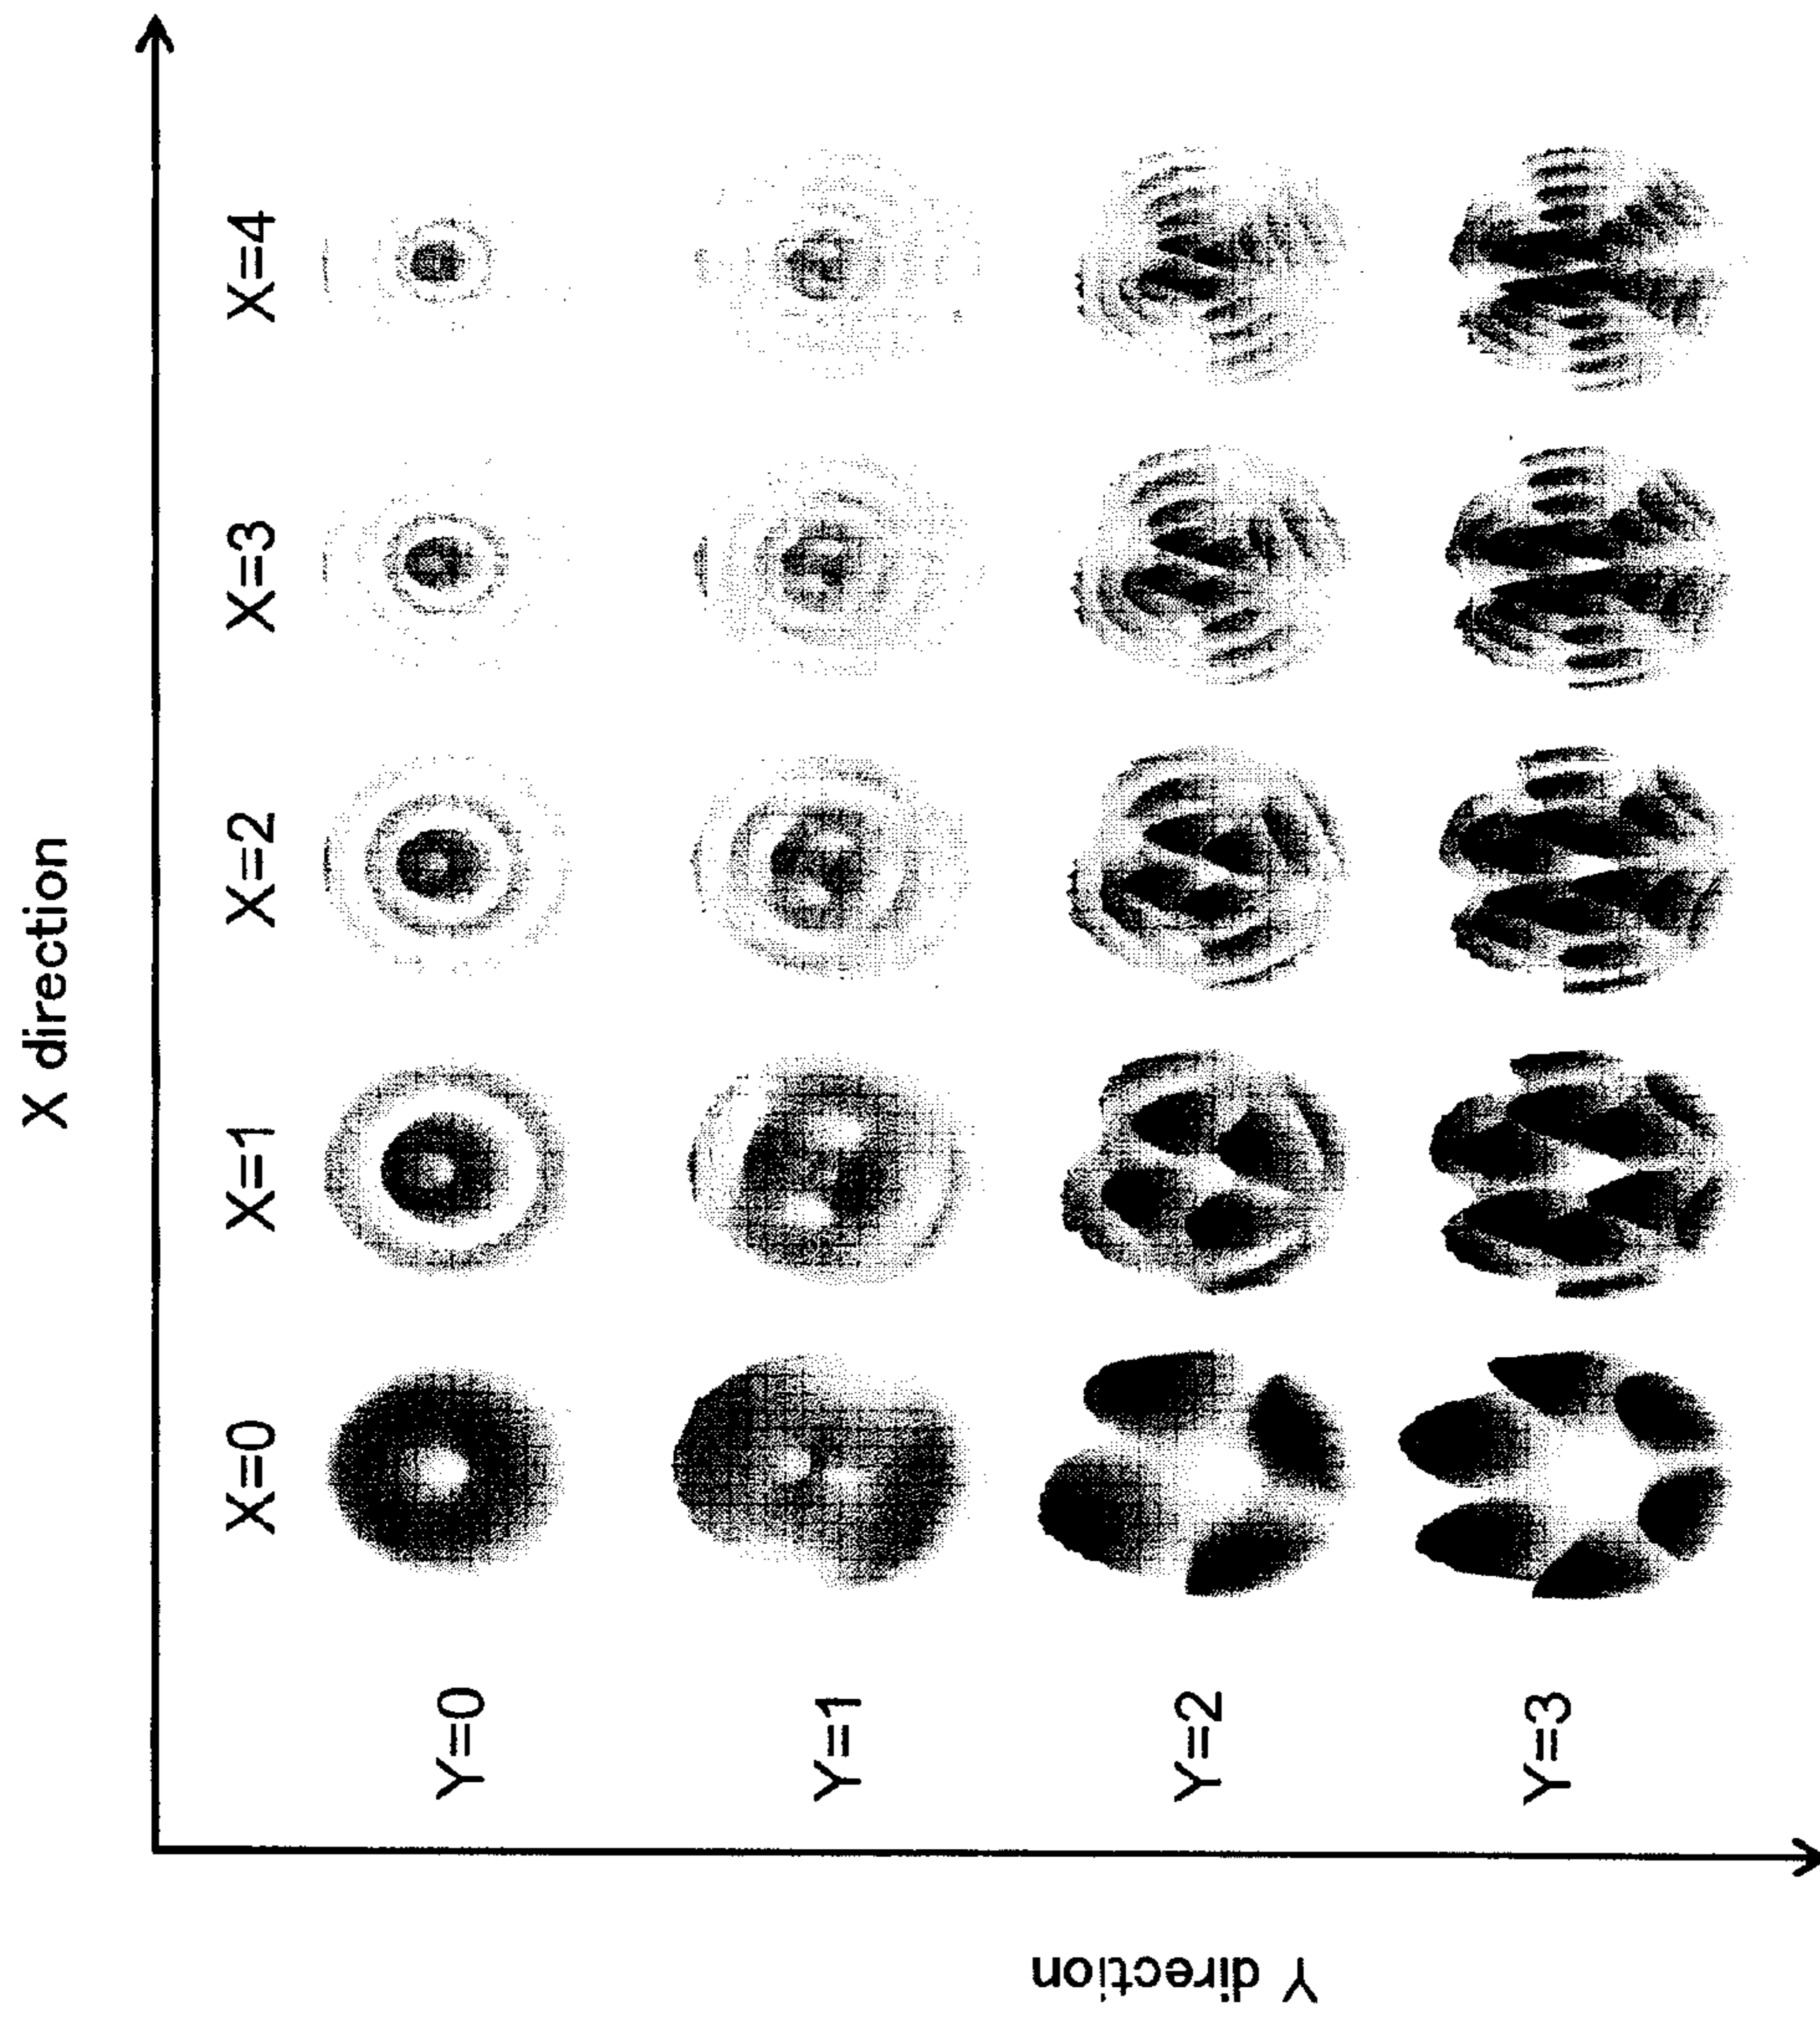 X direction
X=0
X=1
X=2
X=3
X=4
Y=0
Y=1
Y=2
Y=3
Y direction